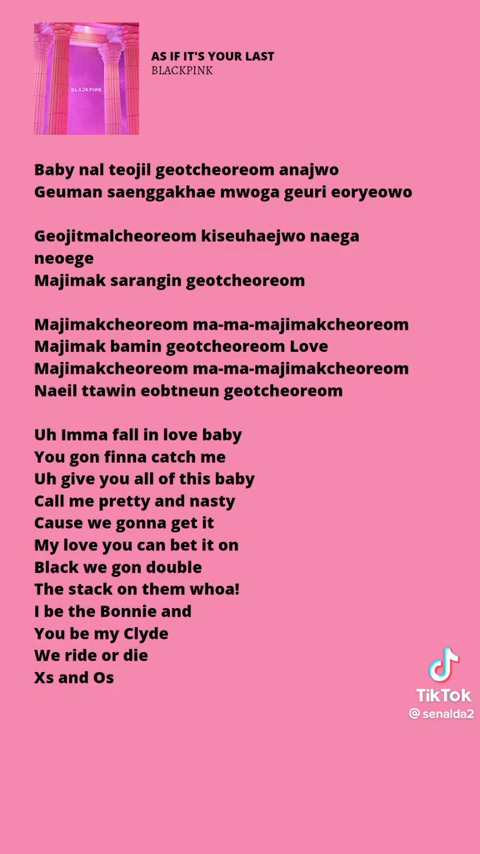 AS IF IT'S YOUR LAST
BLACKPINK
BLACKPINK
Baby nal teojil geotcheoreom anajwo
Geuman saenggakhae mwoga geuri eoryeowo
Geojitmalcheoreom kiseuhaejwo naega
neoege
Majimak sarangin geotcheoreom
Majimakcheoreom ma-ma-majimakcheoreom
Majimak bamin geotcheoreom Love
Majimakcheoreom ma-ma-majimakcheoreom
Naeil ttawin eobtneun geotcheoreom
Uh Imma fall in love baby
You gon finna catch me
Uh give you all of this baby
Call me pretty and nasty
Cause we gonna get it
My love you can bet it on
Black we gon double
The stack on them whoa!
I be the Bonnie and
You be my Clyde
We ride or die
Xs and Os
TikTok
@senalda2